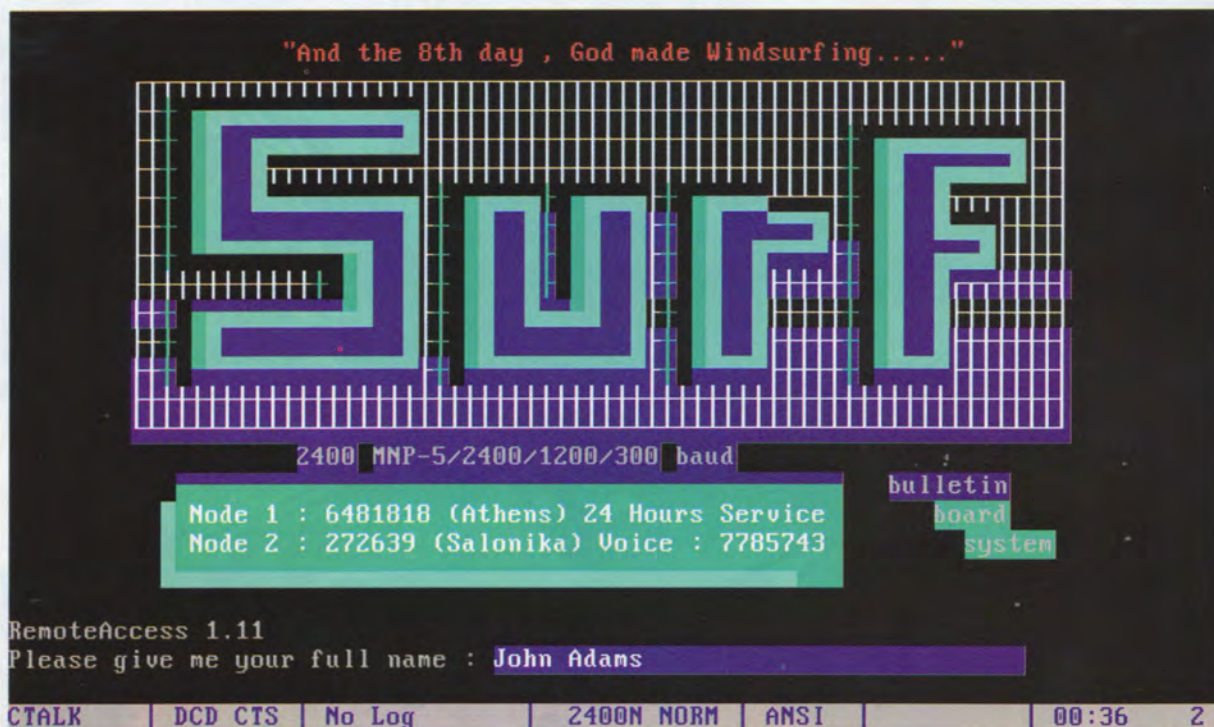 "And the 8th day , God made Windsurfing....."
Surf
2400 MNP-5/2400/1200/300 baud
bulletin
board
system
Node 1 : 6481818 (Athens) 24 Hours Service
Node 2 : 272639 (Salonika) Voice : 7785743
RemoteAccess 1.11
Please give me your full name : John Adams
CTALK | DCD CTS | No Log | 2400N NORM | ANSI | | 00:36 2